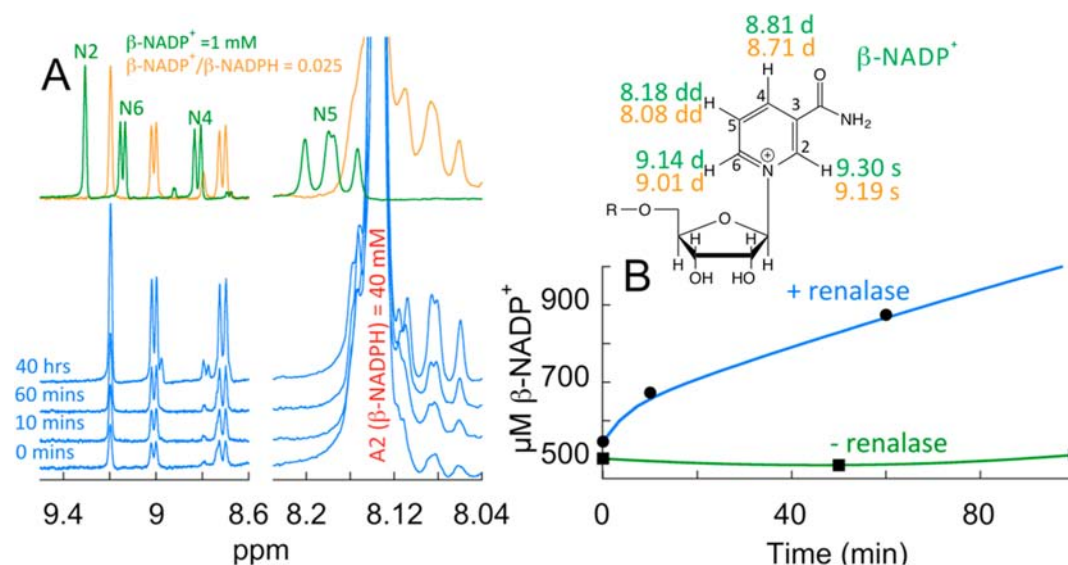 A
N2
β-NADP⁺ =1 mM
β-NADP⁺/β-NADPH = 0.025
N6
N4
N5
40 hrs
60 mins
10 mins
0 mins
A2 (β-NADPH) = 40 mM
9.4 9 8.6 8.2 8.12 8.04
ppm
8.81 d
8.71 d
β-NADP⁺
8.18 dd
8.08 dd
H
O
H
4
3
NH₂
5
2
6
H
N
+
H
9.14 d
9.01 d
9.30 s
9.19 s
R
O
O
H H
H H
OH HO
B
+ renalase
- renalase
900
700
500
µM β-NADP⁺
0 40 80
Time (min)